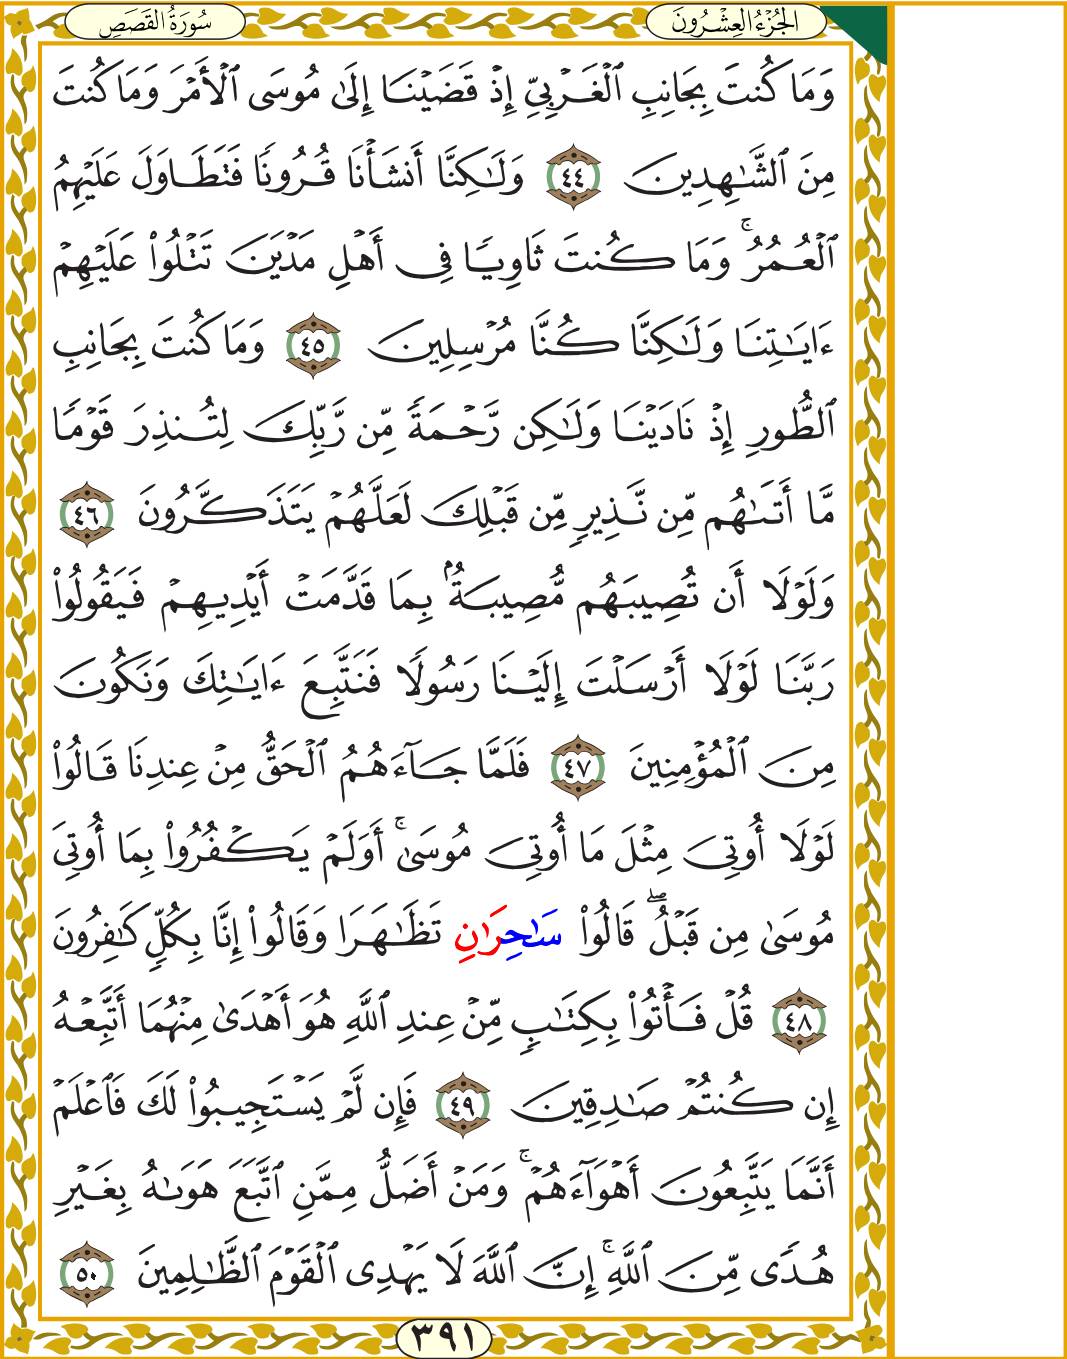 الجُزْءُ العِشْرُونَ
سُورَةُ القَصَصِ
وَمَا كُنتَ بِجَانِبِ ٱلْغَرْبِىِّ إِذْ قَضَيْنَآ إِلَىٰ مُوسَى ٱلْأَمْرَ وَمَا كُنتَ
مِنَ ٱلشَّٰهِدِينَ ٤٤ وَلَٰكِنَّآ أَنشَأْنَا قُرُونًا فَتَطَاوَلَ عَلَيْهِمُ
ٱلْعُمُرُ ۚ وَمَا كُنتَ ثَاوِيًا فِىٓ أَهْلِ مَدْيَنَ تَتْلُوا۟ عَلَيْهِمْ
ءَايَٰتِنَا وَلَٰكِنَّا كُنَّا مُرْسِلِينَ ٤٥ وَمَا كُنتَ بِجَانِبِ
ٱلطُّورِ إِذْ نَادَيْنَا وَلَٰكِن رَّحْمَةً مِّن رَّبِّكَ لِتُنذِرَ قَوْمًا
مَّآ أَتَىٰهُم مِّن نَّذِيرٍ مِّن قَبْلِكَ لَعَلَّهُمْ يَتَذَكَّرُونَ ٤٦
وَلَوْلَآ أَن تُصِيبَهُم مُّصِيبَةٌۢ بِمَا قَدَّمَتْ أَيْدِيهِمْ فَيَقُولُوا۟
رَبَّنَا لَوْلَآ أَرْسَلْتَ إِلَيْنَا رَسُولًا فَنَتَّبِعَ ءَايَٰتِكَ وَنَكُونَ
مِنَ ٱلْمُؤْمِنِينَ ٤٧ فَلَمَّا جَآءَهُمُ ٱلْحَقُّ مِنْ عِندِنَا قَالُوا۟
لَوْلَآ أُوتِىَ مِثْلَ مَآ أُوتِىَ مُوسَىٰٓ ۚ أَوَلَمْ يَكْفُرُوا۟ بِمَآ أُوتِىَ
مُوسَىٰ مِن قَبْلُ ۖ قَالُوا۟ سَٰحِرَٰنِ تَظَٰهَرَا وَقَالُوٓا۟ إِنَّا بِكُلٍّ كَٰفِرُونَ
٤٨ قُلْ فَأْتُوا۟ بِكِتَٰبٍ مِّنْ عِندِ ٱللَّهِ هُوَ أَهْدَىٰ مِنْهُمَآ أَتَّبِعْهُ
إِن كُنتُمْ صَٰدِقِينَ ٤٩ فَإِن لَّمْ يَسْتَجِيبُوا۟ لَكَ فَٱعْلَمْ
أَنَّمَا يَتَّبِعُونَ أَهْوَآءَهُمْ ۚ وَمَنْ أَضَلُّ مِمَّنِ ٱتَّبَعَ هَوَىٰهُ بِغَيْرِ
هُدًى مِّنَ ٱللَّهِ ۚ إِنَّ ٱللَّهَ لَا يَهْدِى ٱلْقَوْمَ ٱلظَّٰلِمِينَ ٥٠
٣٩١